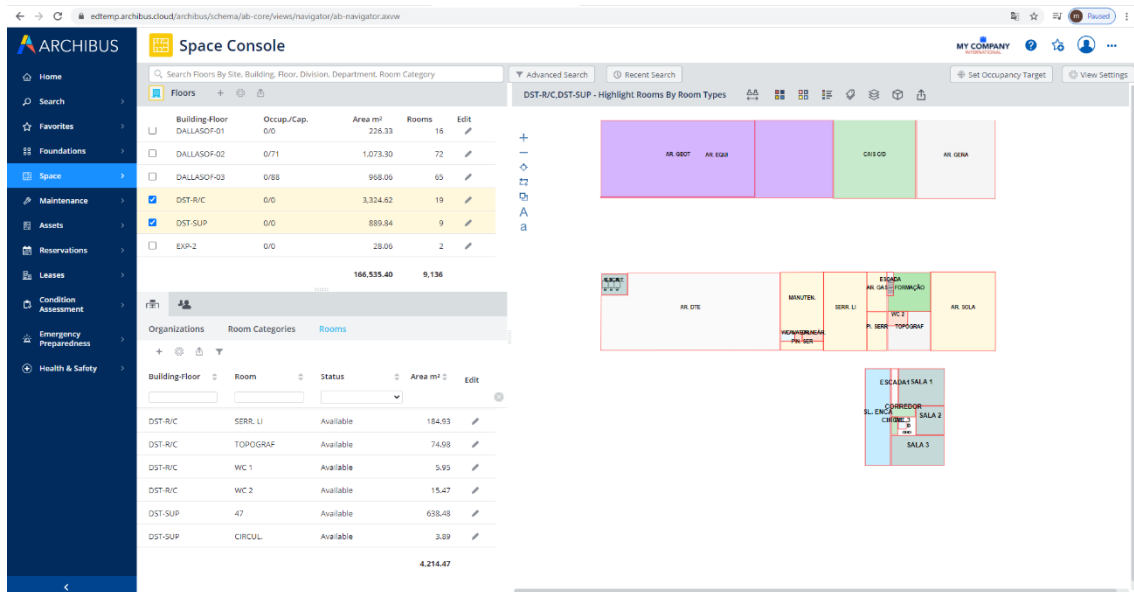 edtemp.archibus.cloud/archibus/schema/ab-core/views/navigator/ab-navigator.axvw
m Paused
ARCHIBUS
Space Console
MY COMPANY
INTERNATIONAL
Home
Search
Favorites
Foundations
Space
Maintenance
Assets
Reservations
Leases
Condition
Assessment
Emergency
Preparedness
Health & Safety
Search Floors By Site, Building, Floor, Division, Department, Room Category
Advanced Search
Recent Search
Set Occupancy Target
View Settings
Floors
Building-Floor Occup./Cap. Area m² Rooms Edit
DALLASOF-01 0/0 226.33 16
DALLASOF-02 0/71 1,073.30 72
DALLASOF-03 0/88 968.06 65
DST-R/C 0/0 3,324.62 19
DST-SUP 0/0 889.84 9
EXP-2 0/0 28.06 2
166,535.40 9,136
Organizations Room Categories Rooms
Building-Floor Room Status Area m² Edit
DST-R/C SERR. LI Available 184.93
DST-R/C TOPOGRAF Available 74.98
DST-R/C WC 1 Available 5.95
DST-R/C WC 2 Available 15.47
DST-SUP 47 Available 638.48
DST-SUP CIRCUL. Available 3.89
4,214.47
DST-R/C,DST-SUP - Highlight Rooms By Room Types
A
a
AR. GEOT AR. EQUI CAIS C/D AR. GERA
ESCADA
AR. GAS FORMAÇÃO
AR. DTE MANUTEN. SERR. LI AR. SOLA
WC 2
PI. SERR TOPOGRAF
PIN. SER
ESCADA1 SALA 1
CORREDOR
SL. ENCA SALA 2
SALA 3